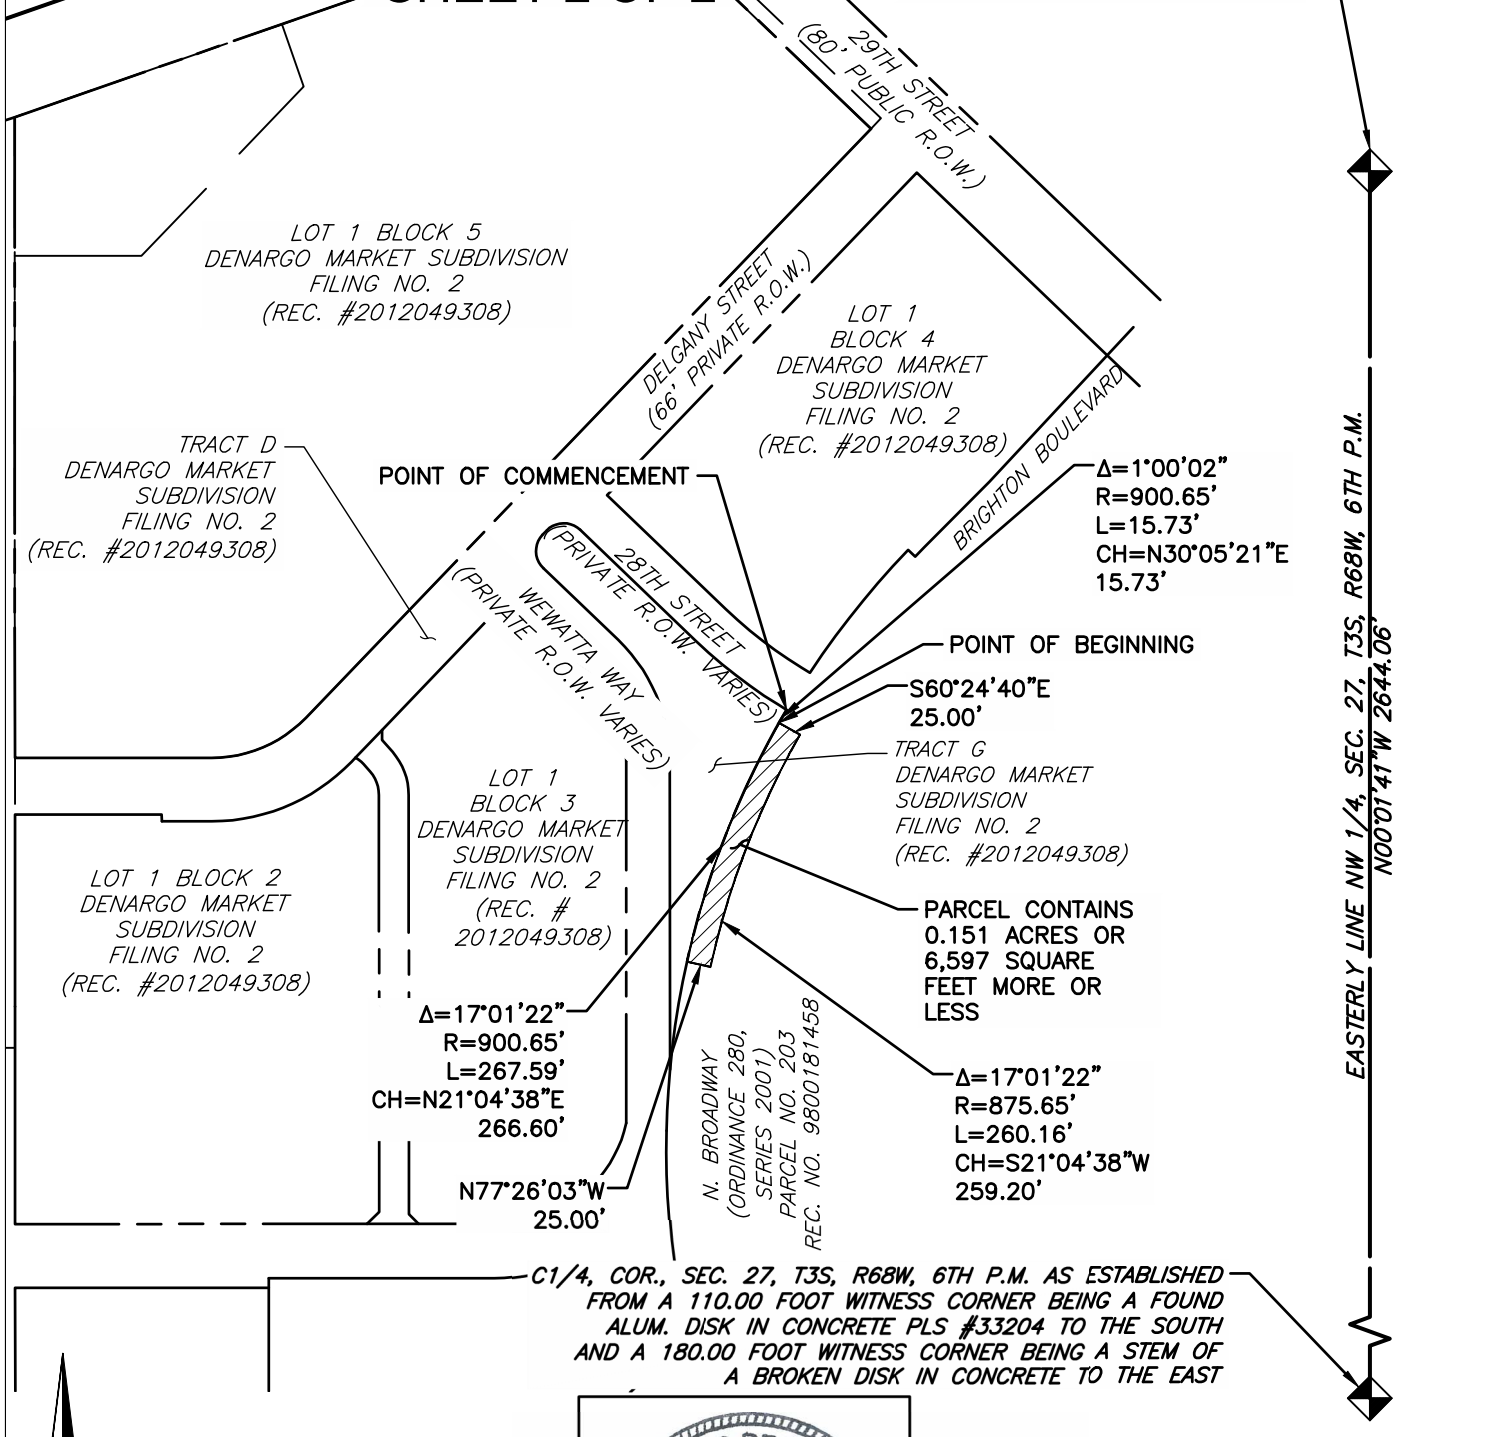 29TH STREET
(80' PUBLIC R.O.W.)
LOT 1 BLOCK 5
DENARGO MARKET SUBDIVISION
FILING NO. 2
(REC. #2012049308)
DELGANY STREET
(66' PRIVATE R.O.W.)
LOT 1
BLOCK 4
DENARGO MARKET
SUBDIVISION
FILING NO. 2
(REC. #2012049308)
BRIGHTON BOULEVARD
TRACT D
DENARGO MARKET
SUBDIVISION
FILING NO. 2
(REC. #2012049308)
POINT OF COMMENCEMENT
Δ=1°00'02"
R=900.65'
L=15.73'
CH=N30°05'21"E
15.73'
28TH STREET
(PRIVATE R.O.W. VARIES)
WEWATTA WAY
(PRIVATE R.O.W. VARIES)
POINT OF BEGINNING
S60°24'40"E
25.00'
TRACT G
DENARGO MARKET
SUBDIVISION
FILING NO. 2
(REC. #2012049308)
LOT 1
BLOCK 3
DENARGO MARKET
SUBDIVISION
FILING NO. 2
(REC. #
2012049308)
LOT 1 BLOCK 2
DENARGO MARKET
SUBDIVISION
FILING NO. 2
(REC. #2012049308)
PARCEL CONTAINS
0.151 ACRES OR
6,597 SQUARE
FEET MORE OR
LESS
Δ=17°01'22"
R=900.65'
L=267.59'
CH=N21°04'38"E
266.60'
N77°26'03"W
25.00'
N. BROADWAY
(ORDINANCE 280,
SERIES 2001)
PARCEL NO. 203
REC. NO. 9800181458
Δ=17°01'22"
R=875.65'
L=260.16'
CH=S21°04'38"W
259.20'
EASTERLY LINE NW 1/4, SEC. 27, T3S, R68W, 6TH P.M.
N00°01'41"W 2644.06'
C1/4, COR., SEC. 27, T3S, R68W, 6TH P.M. AS ESTABLISHED
FROM A 110.00 FOOT WITNESS CORNER BEING A FOUND
ALUM. DISK IN CONCRETE PLS #33204 TO THE SOUTH
AND A 180.00 FOOT WITNESS CORNER BEING A STEM OF
A BROKEN DISK IN CONCRETE TO THE EAST